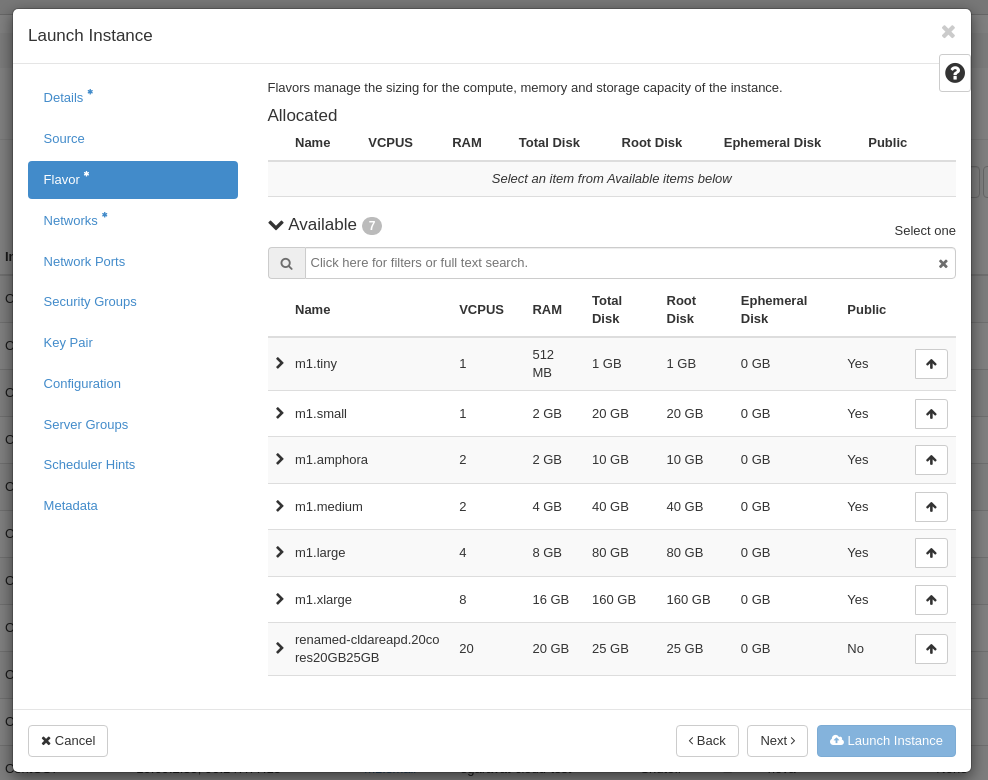 Launch Instance
Details *
Source
Flavor *
Networks *
Network Ports
Security Groups
Key Pair
Configuration
Server Groups
Scheduler Hints
Metadata
Flavors manage the sizing for the compute, memory and storage capacity of the instance.
Allocated
Name VCPUS RAM Total Disk Root Disk Ephemeral Disk Public
Select an item from Available items below
Available 7
Select one
Click here for filters or full text search.
Name VCPUS RAM Total Disk Root Disk Ephemeral Disk Public
m1.tiny 1 512 MB 1 GB 1 GB 0 GB Yes
m1.small 1 2 GB 20 GB 20 GB 0 GB Yes
m1.amphora 2 2 GB 10 GB 10 GB 0 GB Yes
m1.medium 2 4 GB 40 GB 40 GB 0 GB Yes
m1.large 4 8 GB 80 GB 80 GB 0 GB Yes
m1.xlarge 8 16 GB 160 GB 160 GB 0 GB Yes
renamed-cldareapd.20co
res20GB25GB 20 20 GB 25 GB 25 GB 0 GB No
Cancel
Back
Next
Launch Instance